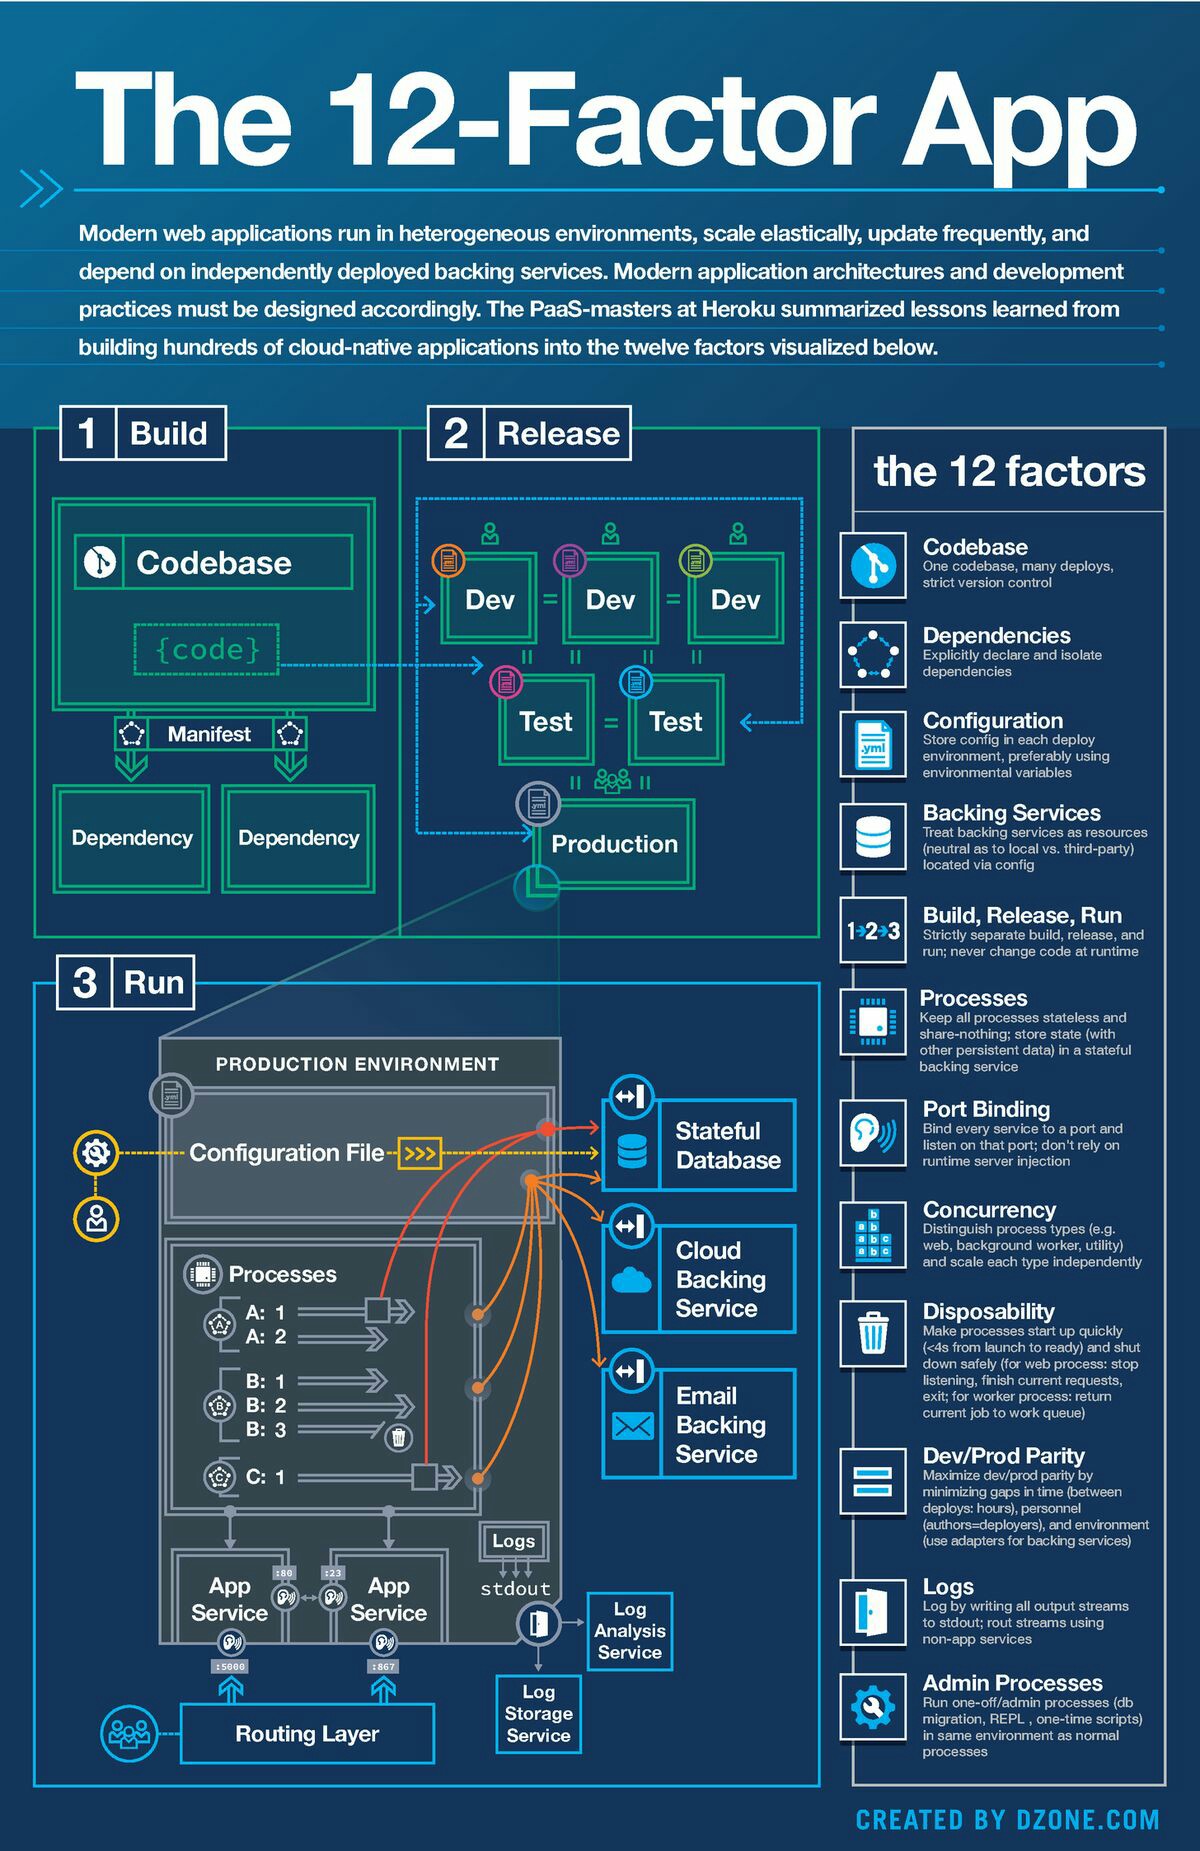 The 12-Factor App
Modern web applications run in heterogeneous environments, scale elastically, update frequently, and
depend on independently deployed backing services. Modern application architectures and development
practices must be designed accordingly. The PaaS-masters at Heroku summarized lessons learned from
building hundreds of cloud-native applications into the twelve factors visualized below.
1 Build
Codebase
{code}
Manifest
Dependency
Dependency
2 Release
.yml
Dev
=
.yml
Dev
=
.yml
Dev
=
=
=
=
.yml
Test
=
.yml
Test
=
=
.yml
Production
3 Run
PRODUCTION ENVIRONMENT
.yml
Configuration File
>>>
Stateful
Database
Cloud
Backing
Service
Email
Backing
Service
Processes
A
A: 1
A: 2
B
B: 1
B: 2
B: 3
C
C: 1
App
Service
:80
:23
App
Service
:5000
:867
Routing Layer
Logs
stdout
Log
Analysis
Service
Log
Storage
Service
the 12 factors
Codebase
One codebase, many deploys,
strict version control
Dependencies
Explicitly declare and isolate
dependencies
.yml
Configuration
Store config in each deploy
environment, preferably using
environmental variables
Backing Services
Treat backing services as resources
(neutral as to local vs. third-party)
located via config
1→2→3
Build, Release, Run
Strictly separate build, release, and
run; never change code at runtime
Processes
Keep all processes stateless and
share-nothing; store state (with
other persistent data) in a stateful
backing service
Port Binding
Bind every service to a port and
listen on that port; don't rely on
runtime server injection
b
a b
a b c
a b c
Concurrency
Distinguish process types (e.g.
web, background worker, utility)
and scale each type independently
Disposability
Make processes start up quickly
(<4s from launch to ready) and shut
down safely (for web process: stop
listening, finish current requests,
exit; for worker process: return
current job to work queue)
Dev/Prod Parity
Maximize dev/prod parity by
minimizing gaps in time (between
deploys: hours), personnel
(authors=deployers), and environment
(use adapters for backing services)
Logs
Log by writing all output streams
to stdout; rout streams using
non-app services
Admin Processes
Run one-off/admin processes (db
migration, REPL , one-time scripts)
in same environment as normal
processes
CREATED BY DZONE.COM